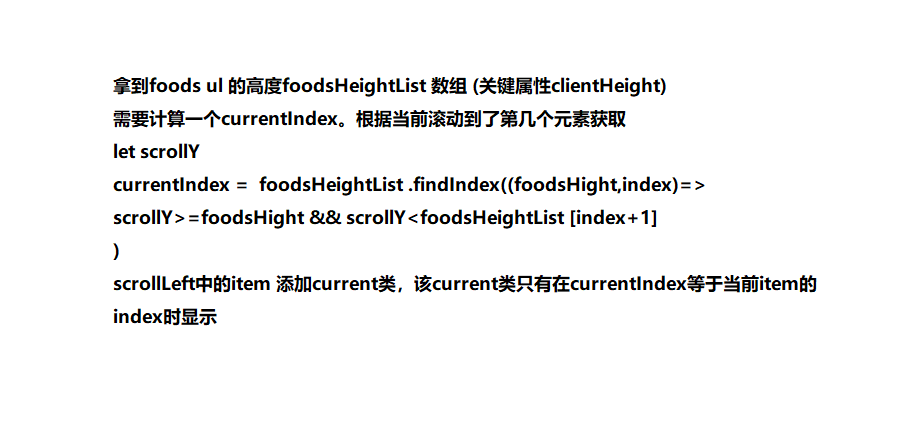 拿到foods ul 的高度foodsHeightList 数组 (关键属性clientHeight)
需要计算一个currentIndex。根据当前滚动到了第几个元素获取
let scrollY
currentIndex =  foodsHeightList .findIndex((foodsHight,index)=>
scrollY>=foodsHight && scrollY<foodsHeightList [index+1]
)
scrollLeft中的item 添加current类，该current类只有在currentIndex等于当前item的
index时显示